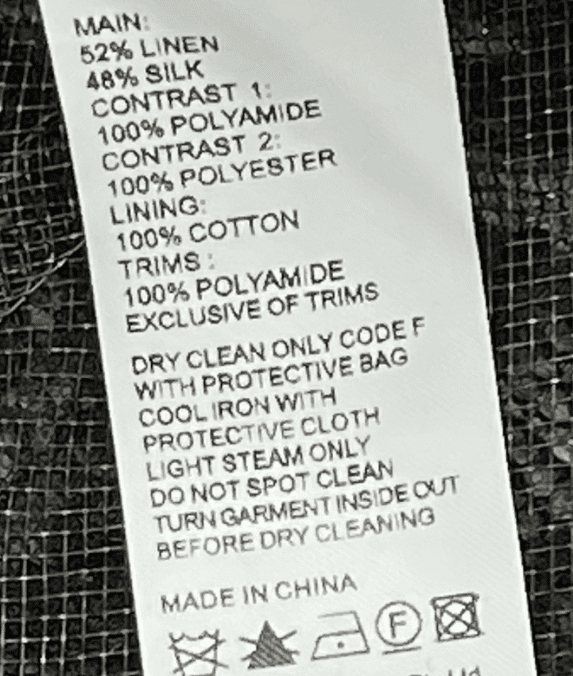 MAIN:
52% LINEN
48% SILK
CONTRAST 1:
100% POLYAMIDE
CONTRAST 2:
100% POLYESTER
LINING:
100% COTTON
TRIMS:
100% POLYAMIDE
EXCLUSIVE OF TRIMS
DRY CLEAN ONLY CODE F
WITH PROTECTIVE BAG
COOL IRON WITH
PROTECTIVE CLOTH
LIGHT STEAM ONLY
DO NOT SPOT CLEAN
TURN GARMENT INSIDE OUT
BEFORE DRY CLEANING
MADE IN CHINA
F